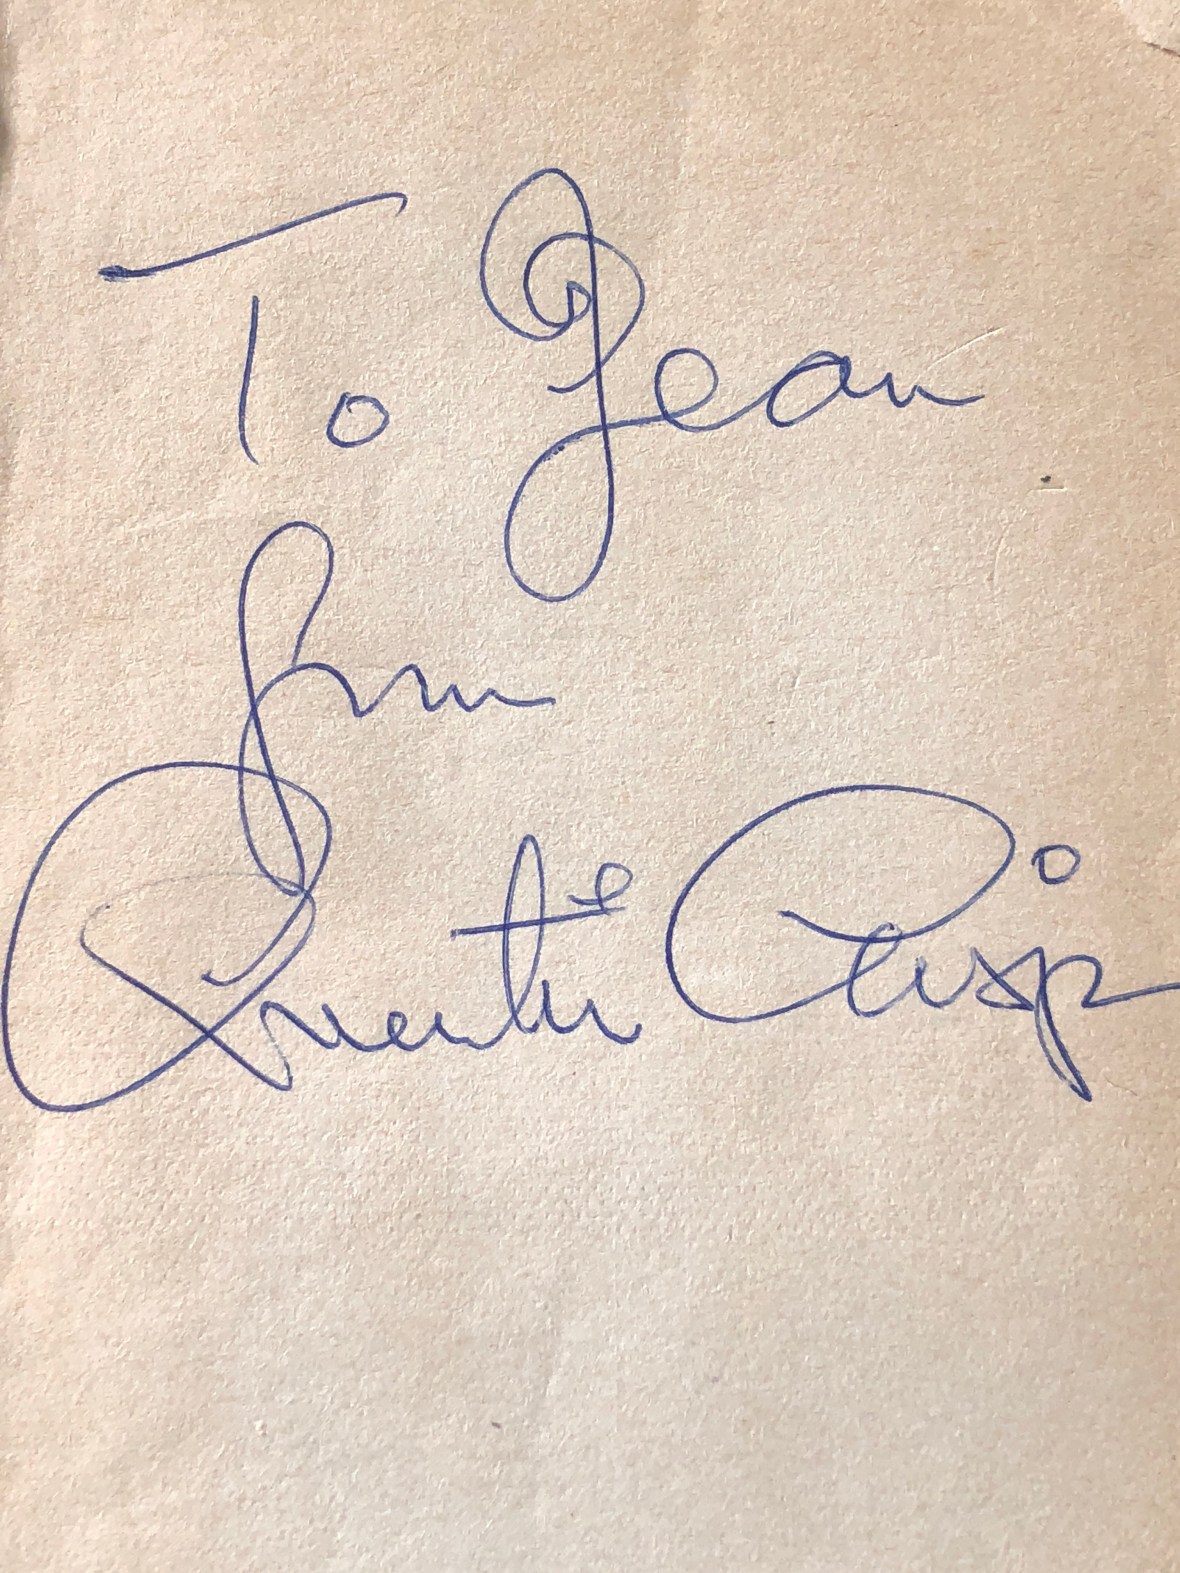 To Jean
from
Quentin Crisp